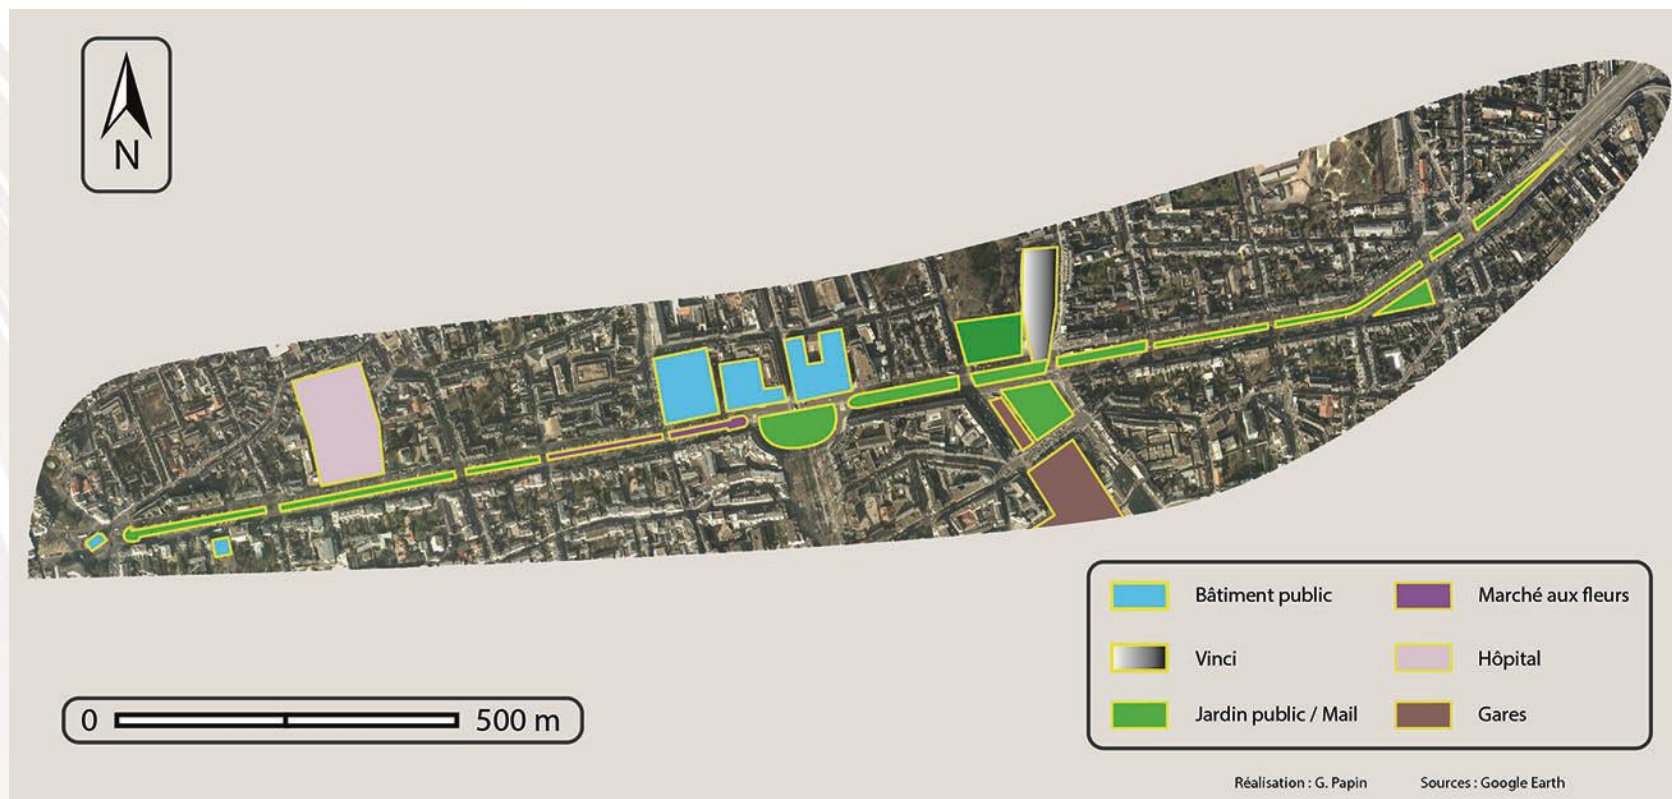 N
Bâtiment public
Marché aux fleurs
Vinci
Hôpital
Jardin public / Mail
Gares
0 500 m
Réalisation : G. Papin Sources : Google Earth